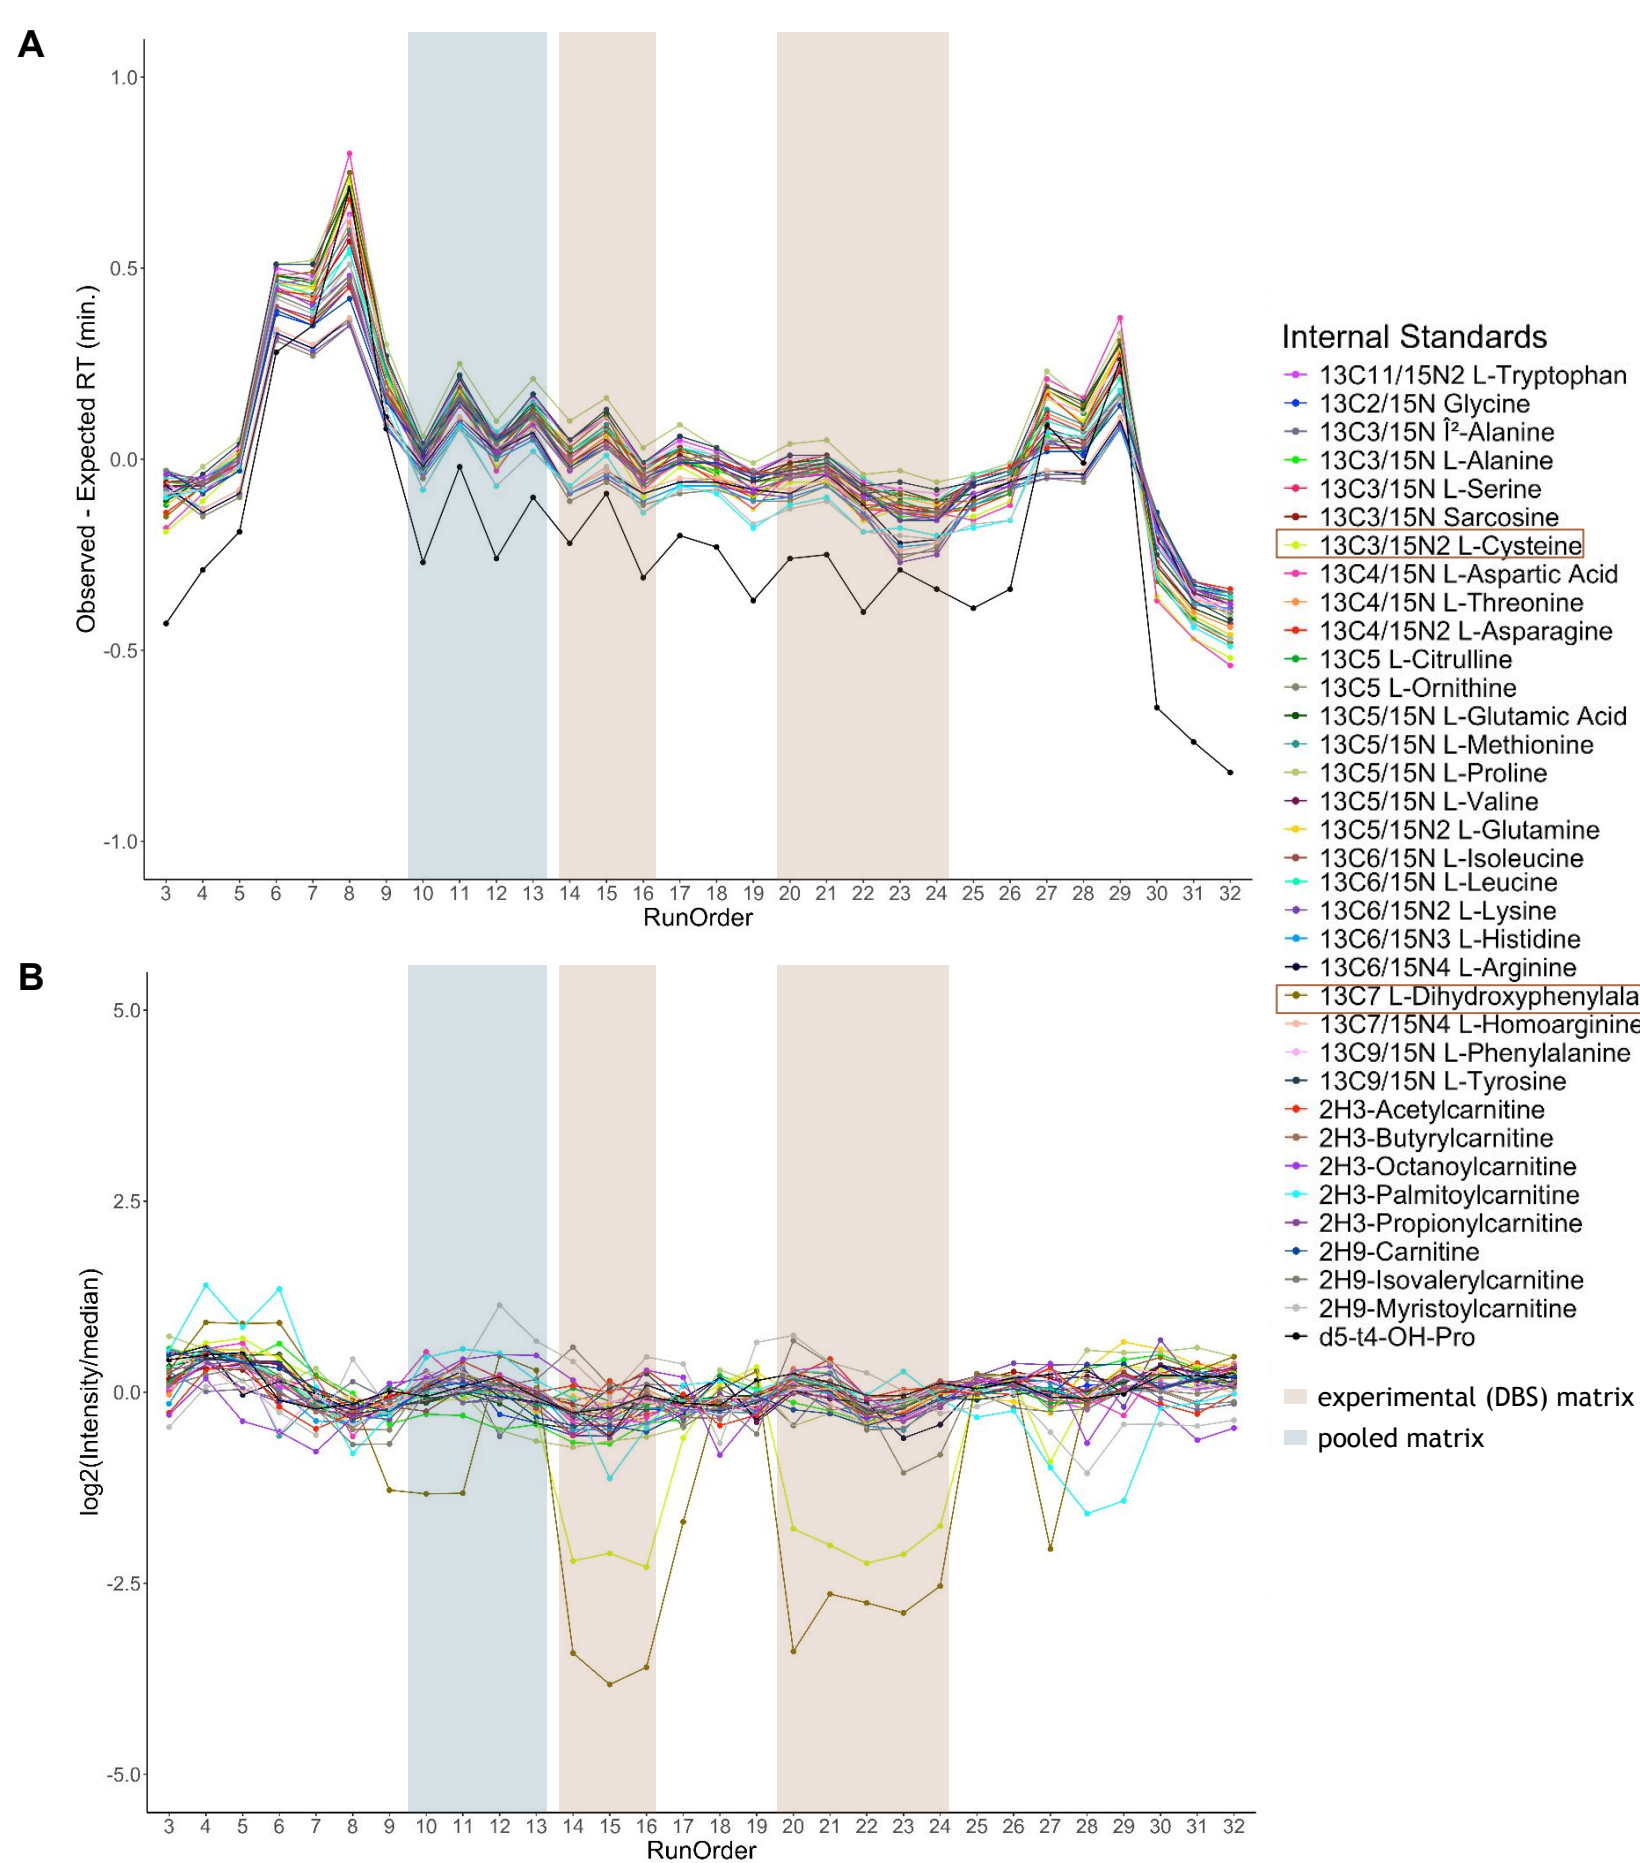 A
1.0
0.5
0.0
-0.5
-1.0
Observed - Expected RT (min.)
3 4 5 6 7 8 9 10 11 12 13 14 15 16 17 18 19 20 21 22 23 24 25 26 27 28 29 30 31 32
RunOrder
B
5.0
2.5
0.0
-2.5
-5.0
log2(Intensity/median)
3 4 5 6 7 8 9 10 11 12 13 14 15 16 17 18 19 20 21 22 23 24 25 26 27 28 29 30 31 32
RunOrder
Internal Standards
13C11/15N2 L-Tryptophan
13C2/15N Glycine
13C3/15N Î²-Alanine
13C3/15N L-Alanine
13C3/15N L-Serine
13C3/15N Sarcosine
13C3/15N2 L-Cysteine
13C4/15N L-Aspartic Acid
13C4/15N L-Threonine
13C4/15N2 L-Asparagine
13C5 L-Citrulline
13C5 L-Ornithine
13C5/15N L-Glutamic Acid
13C5/15N L-Methionine
13C5/15N L-Proline
13C5/15N L-Valine
13C5/15N2 L-Glutamine
13C6/15N L-Isoleucine
13C6/15N L-Leucine
13C6/15N2 L-Lysine
13C6/15N3 L-Histidine
13C6/15N4 L-Arginine
13C7 L-Dihydroxyphenylala
13C7/15N4 L-Homoarginine
13C9/15N L-Phenylalanine
13C9/15N L-Tyrosine
2H3-Acetylcarnitine
2H3-Butyrylcarnitine
2H3-Octanoylcarnitine
2H3-Palmitoylcarnitine
2H3-Propionylcarnitine
2H9-Carnitine
2H9-Isovalerylcarnitine
2H9-Myristoylcarnitine
d5-t4-OH-Pro
experimental (DBS) matrix
pooled matrix